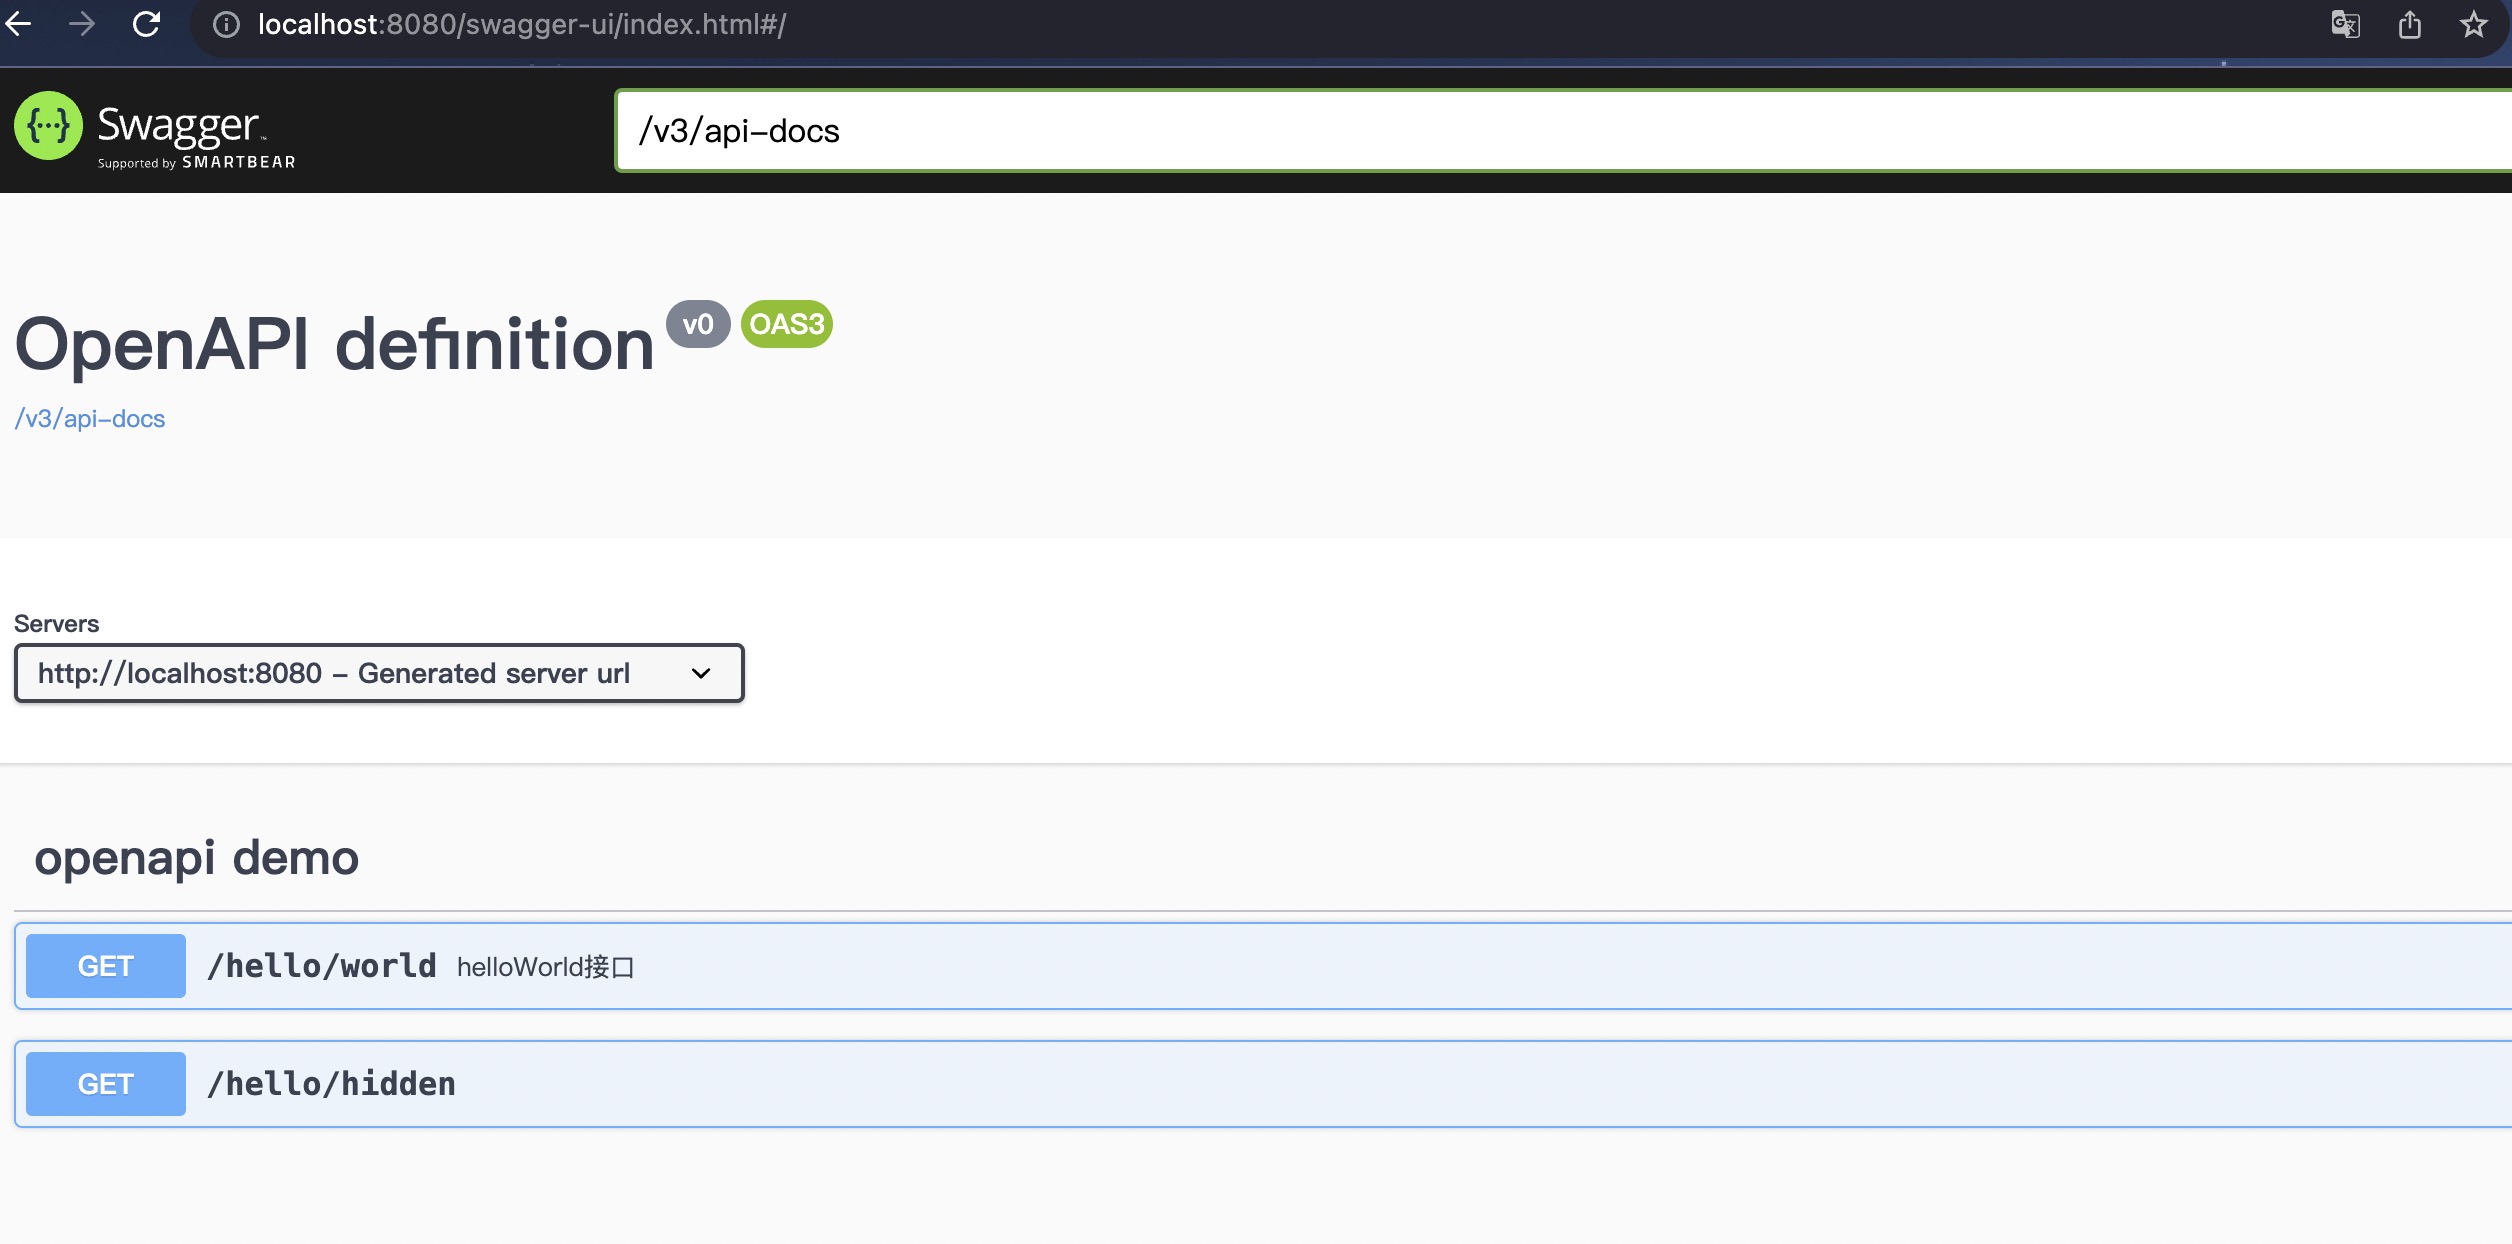 localhost:8080/swagger-ui/index.html#/
{...} Swagger™
Supported by SMARTBEAR
/v3/api-docs
OpenAPI definition v0 OAS3
/v3/api-docs
Servers
http://localhost:8080 - Generated server url
openapi demo
GET /hello/world helloWorld接口
GET /hello/hidden